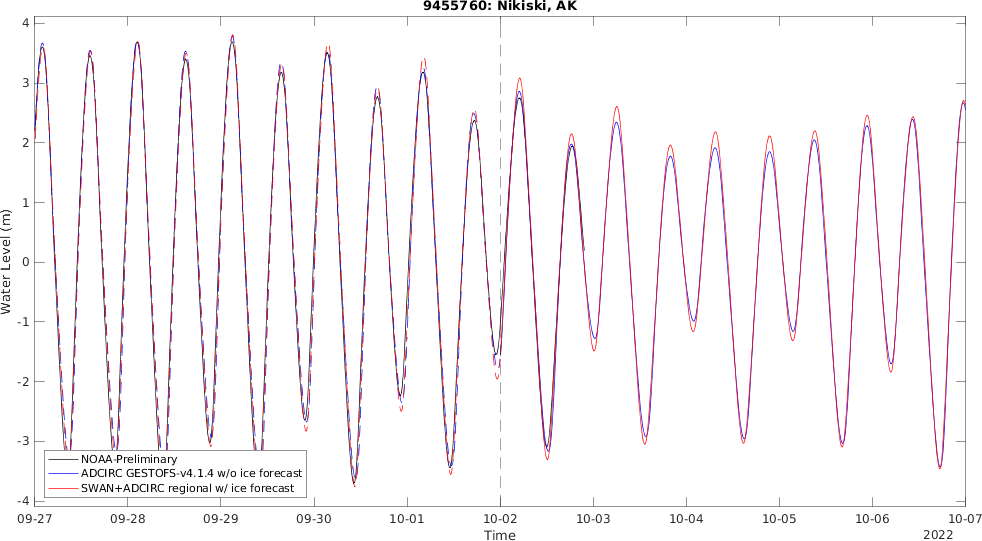 9455760: Nikiski, AK
4
3
2
1
0
-1
-2
-3
-4
Water Level (m)
NOAA-Preliminary
ADCIRC GESTOFS-v4.1.4 w/o ice forecast
SWAN+ADCIRC regional w/ ice forecast
09-27 09-28 09-29 09-30 10-01 10-02 10-03 10-04 10-05 10-06 10-07
Time
2022